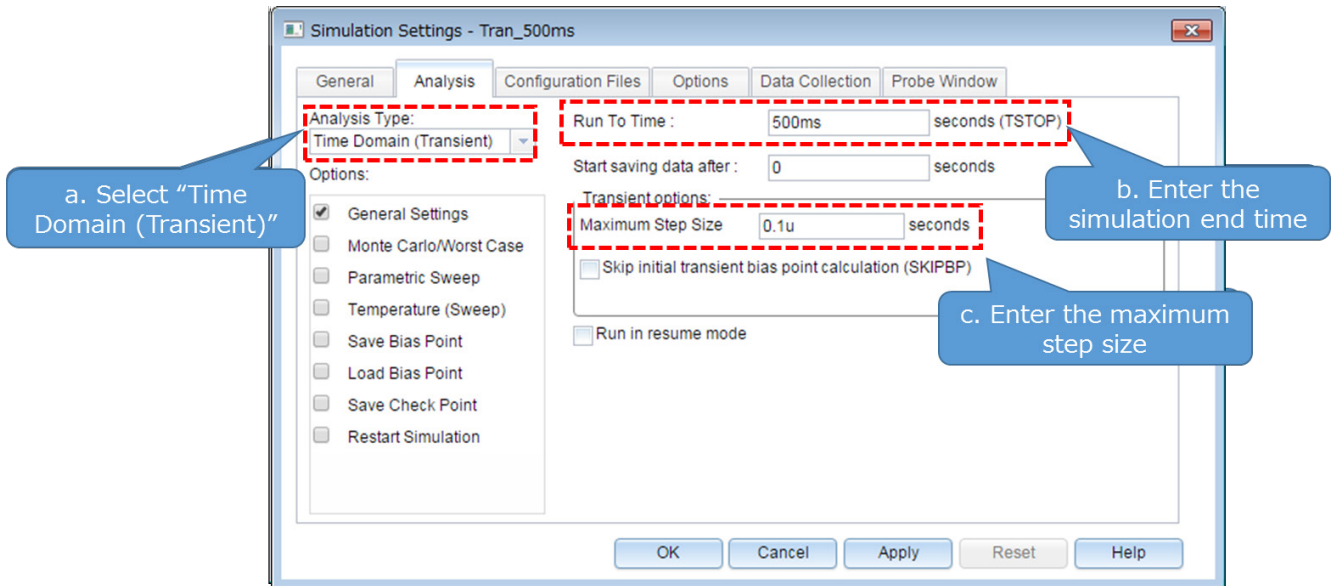 Simulation Settings - Tran_500ms
General Analysis Configuration Files Options Data Collection Probe Window
Analysis Type:
Time Domain (Transient)
Options:
General Settings
Monte Carlo/Worst Case
Parametric Sweep
Temperature (Sweep)
Save Bias Point
Load Bias Point
Save Check Point
Restart Simulation
Run To Time : 500ms seconds (TSTOP)
Start saving data after : 0 seconds
Transient options:
Maximum Step Size 0.1u seconds
Skip initial transient bias point calculation (SKIPBP)
Run in resume mode
a. Select “Time
Domain (Transient)”
b. Enter the
simulation end time
c. Enter the maximum
step size
OK Cancel Apply Reset Help